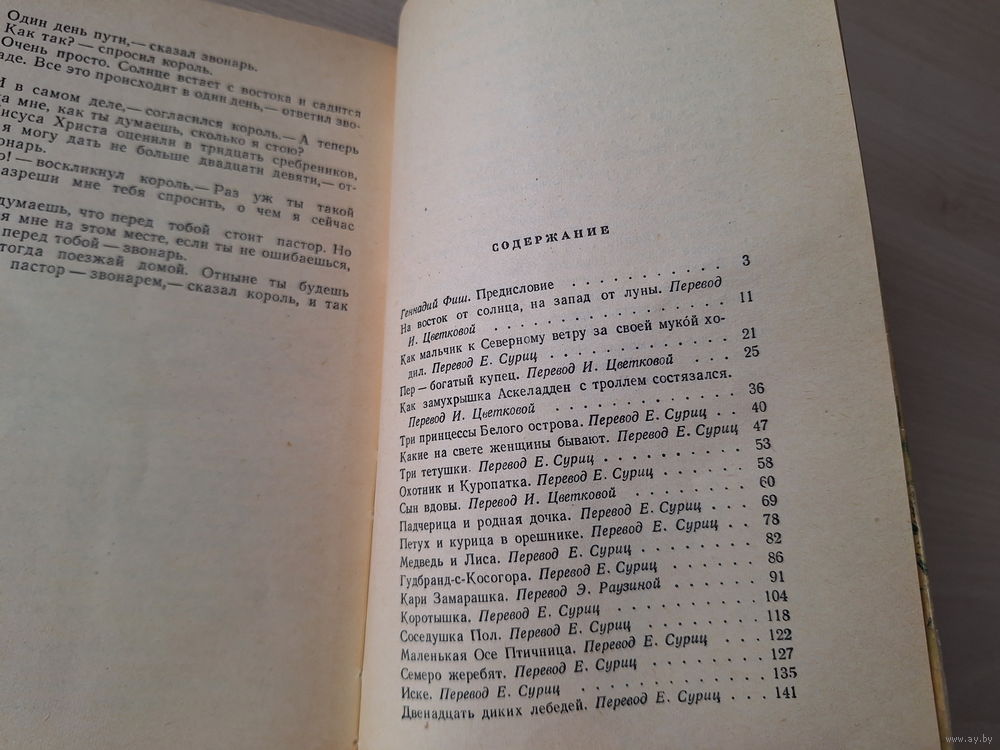 Один день пути,— сказал звонарь.
Как так? — спросил король.
Очень просто. Солнце встает с востока и садится
аде. Все это происходит в один день,— ответил зво-
И в самом деле,— согласился король.— А теперь
да мне, как ты думаешь, сколько я стою?
Иисуса Христа оценили в тридцать сребреников,
я могу дать не больше двадцати девяти,— от-
вонарь.
о! — воскликнул король.— Раз уж ты такой
азреши мне тебя спросить, о чем я сейчас
думаешь, что перед тобой стоит пастор. Но
я мне на этом месте, если ты не ошибаешься,
перед тобой — звонарь.
тогда поезжай домой. Отныне ты будешь
пастор — звонарем,— сказал король, и так
СОДЕРЖАНИЕ
Геннадий Фиш. Предисловие . . . . . . . . 3
На восток от солнца, на запад от луны. Перевод
И. Цветковой . . . . . . . . . . . . 11
Как мальчик к Северному ветру за своей мукóй хо-
дил. Перевод Е. Суриц . . . . . . . . . 21
Пер — богатый купец. Перевод И. Цветковой . . . 25
Как замухрышка Аскеладден с троллем состязался.
Перевод И. Цветковой . . . . . . . . . 36
Три принцессы Белого острова. Перевод Е. Суриц . . 40
Какие на свете женщины бывают. Перевод Е. Суриц 47
Три тетушки. Перевод Е. Суриц . . . . . . . 53
Охотник и Куропатка. Перевод Е. Суриц . . . . . 58
Сын вдовы. Перевод И. Цветковой . . . . . . 60
Падчерица и родная дочка. Перевод Е. Суриц . . . 69
Петух и курица в орешнике. Перевод Е. Суриц . . 78
Медведь и Лиса. Перевод Е. Суриц . . . . . . 82
Гудбранд-с-Косогора. Перевод Е. Суриц . . . . . 86
Кари Замарашка. Перевод Э. Раузиной . . . . . 91
Коротышка. Перевод Е. Суриц . . . . . . . 104
Соседушка Пол. Перевод Е. Суриц . . . . . . 118
Маленькая Осе Птичница. Перевод Е. Суриц . . . 122
Семеро жеребят. Перевод Е. Суриц . . . . . . 127
Иске. Перевод Е. Суриц . . . . . . . . . 135
Двенадцать диких лебедей. Перевод Е. Суриц . . . 141
www.ay.by